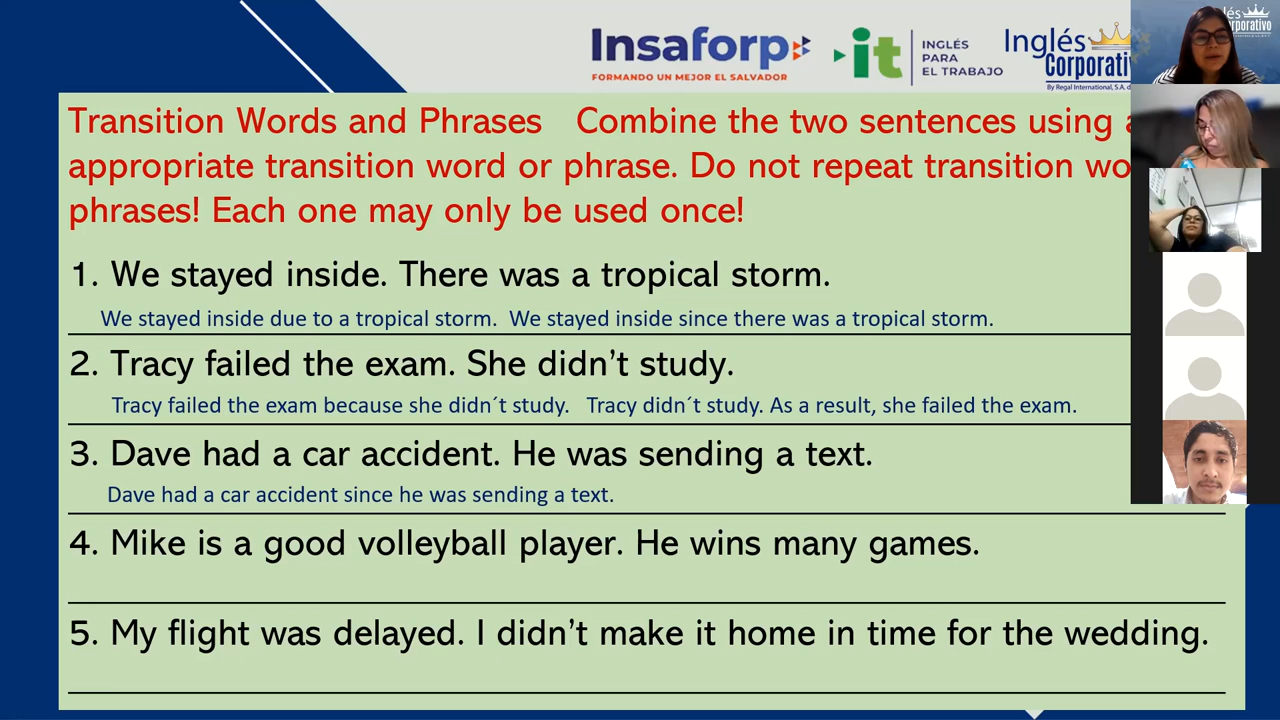 Insaforp
FORMANDO UN MEJOR EL SALVADOR
it
INGLÉS
PARA
EL TRABAJO
Inglés
By Regal International, S.A.
Transition Words and Phrases Combine the two sentences using
appropriate transition word or phrase. Do not repeat transition
phrases! Each one may only be used once!
1. We stayed inside. There was a tropical storm.
We stayed inside due to a tropical storm. We stayed inside since there was a tropical storm.
2. Tracy failed the exam. She didn’t study.
Tracy failed the exam because she didn´t study. Tracy didn´t study. As a result, she failed the exam.
3. Dave had a car accident. He was sending a text.
Dave had a car accident since he was sending a text.
4. Mike is a good volleyball player. He wins many games.
5. My flight was delayed. I didn’t make it home in time for the wedding.